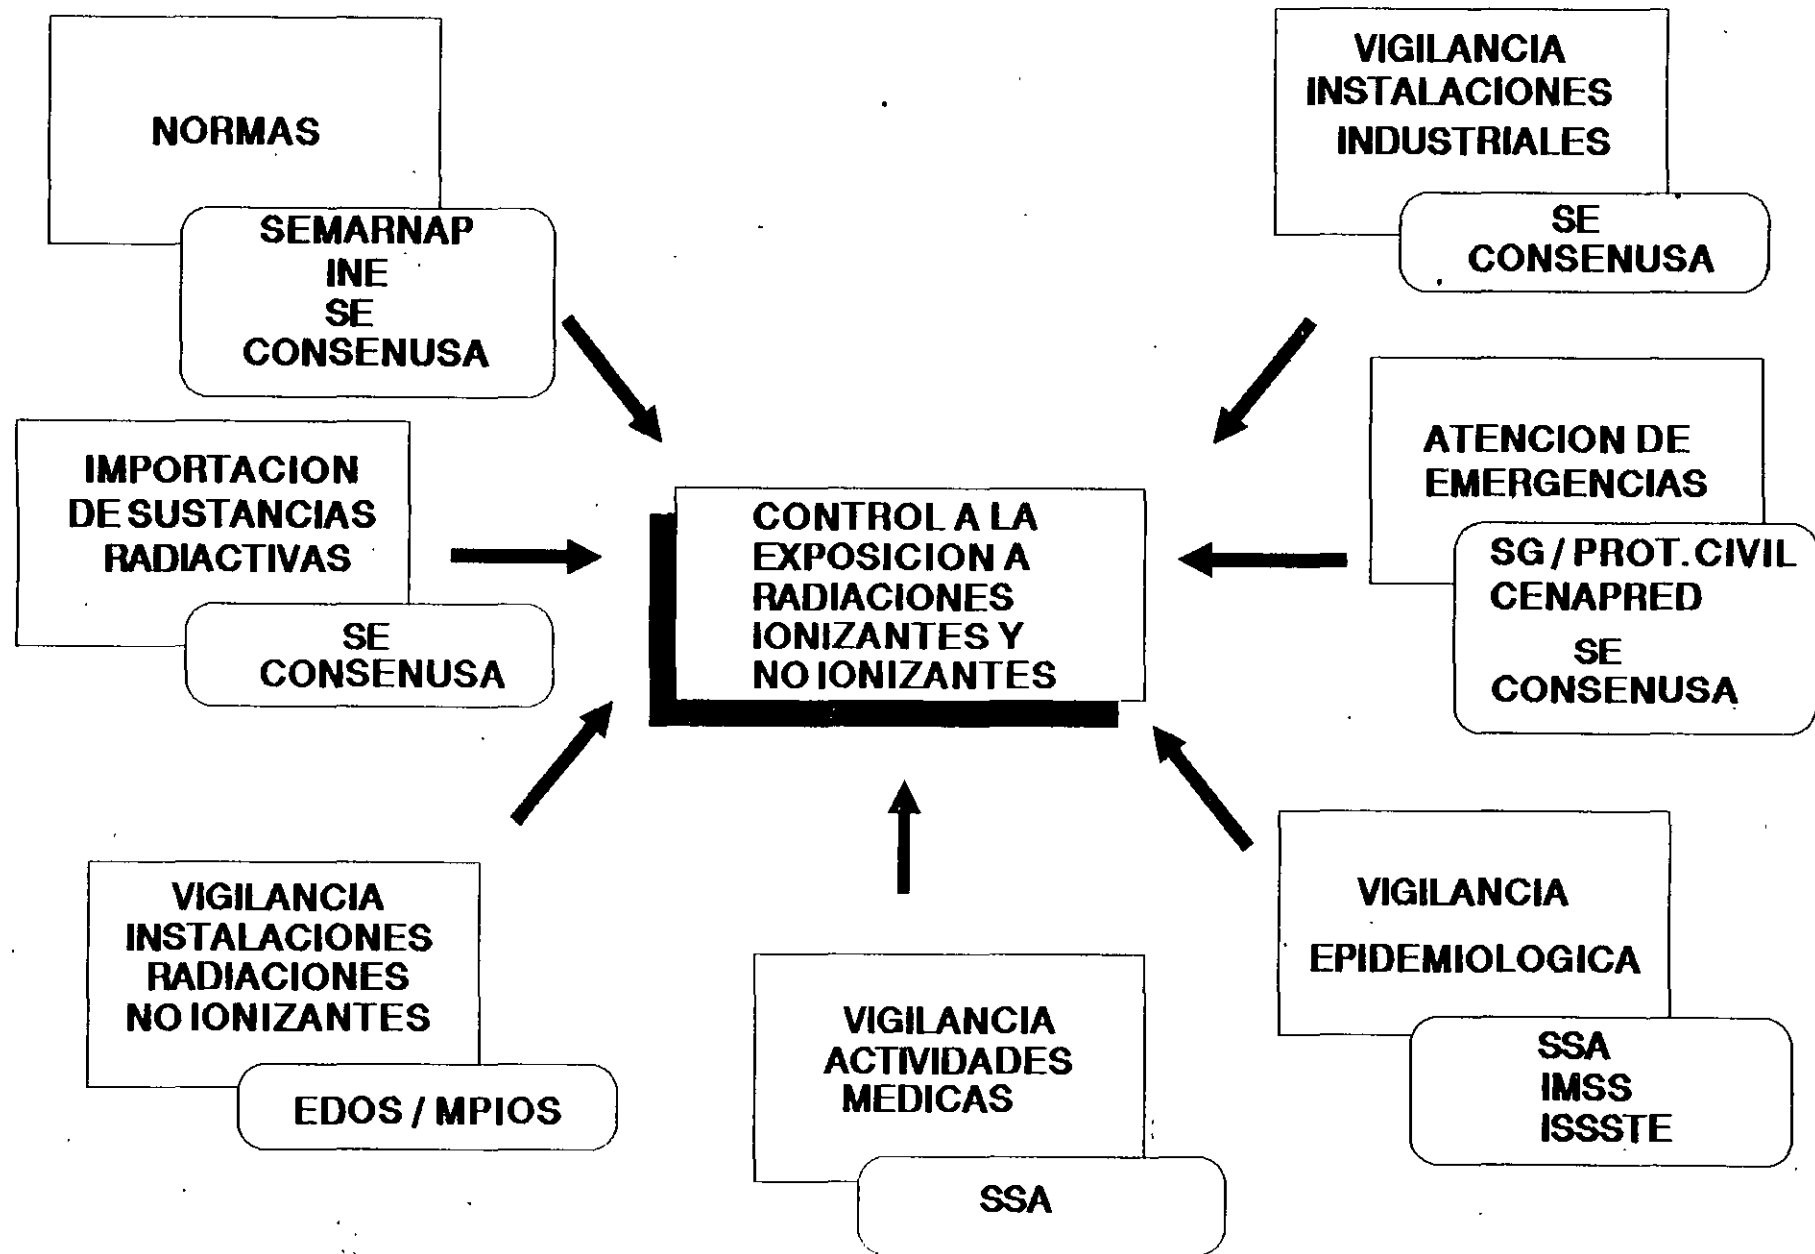 NORMAS
SEMARNAP
INE
SE
CONSENUSA
VIGILANCIA
INSTALACIONES
INDUSTRIALES
SE
CONSENUSA
IMPORTACION
DE SUSTANCIAS
RADIACTIVAS
SE
CONSENUSA
CONTROL A LA
EXPOSICION A
RADIACIONES
IONIZANTES Y
NO IONIZANTES
ATENCION DE
EMERGENCIAS
SG / PROT. CIVIL
CENAPRED
SE
CONSENUSA
VIGILANCIA
INSTALACIONES
RADIACIONES
NO IONIZANTES
EDOS / MPIOS
VIGILANCIA
ACTIVIDADES
MEDICAS
SSA
VIGILANCIA
EPIDEMIOLOGICA
SSA
IMSS
ISSSTE